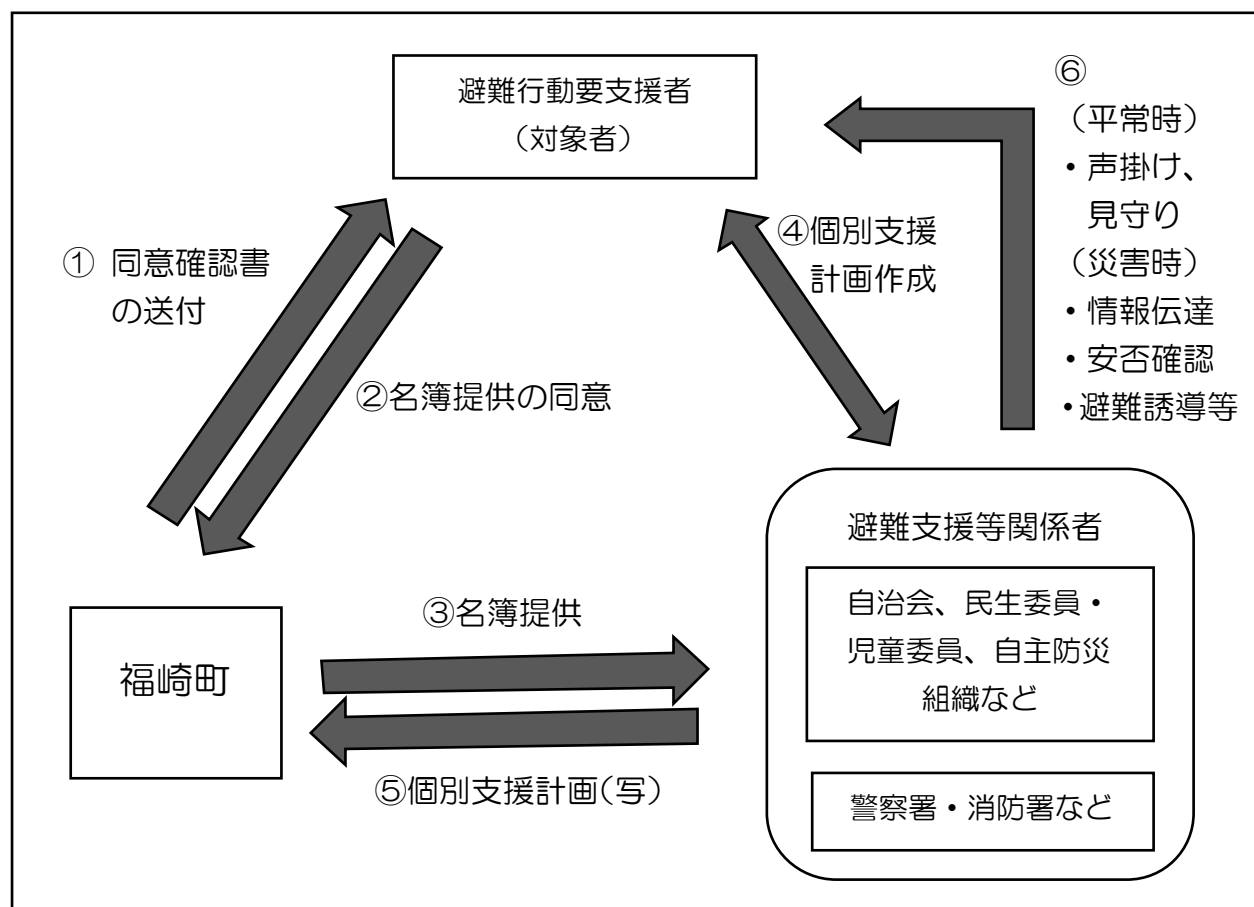 避難行動要支援者
（対象者）
⑥
（平常時）
・声掛け、
見守り
（災害時）
・情報伝達
・安否確認
・避難誘導等
① 同意確認書
の送付
④個別支援
計画作成
②名簿提供の同意
避難支援等関係者
自治会、民生委員・
児童委員、自主防災
組織など
警察署・消防署など
③名簿提供
福崎町
⑤個別支援計画(写)